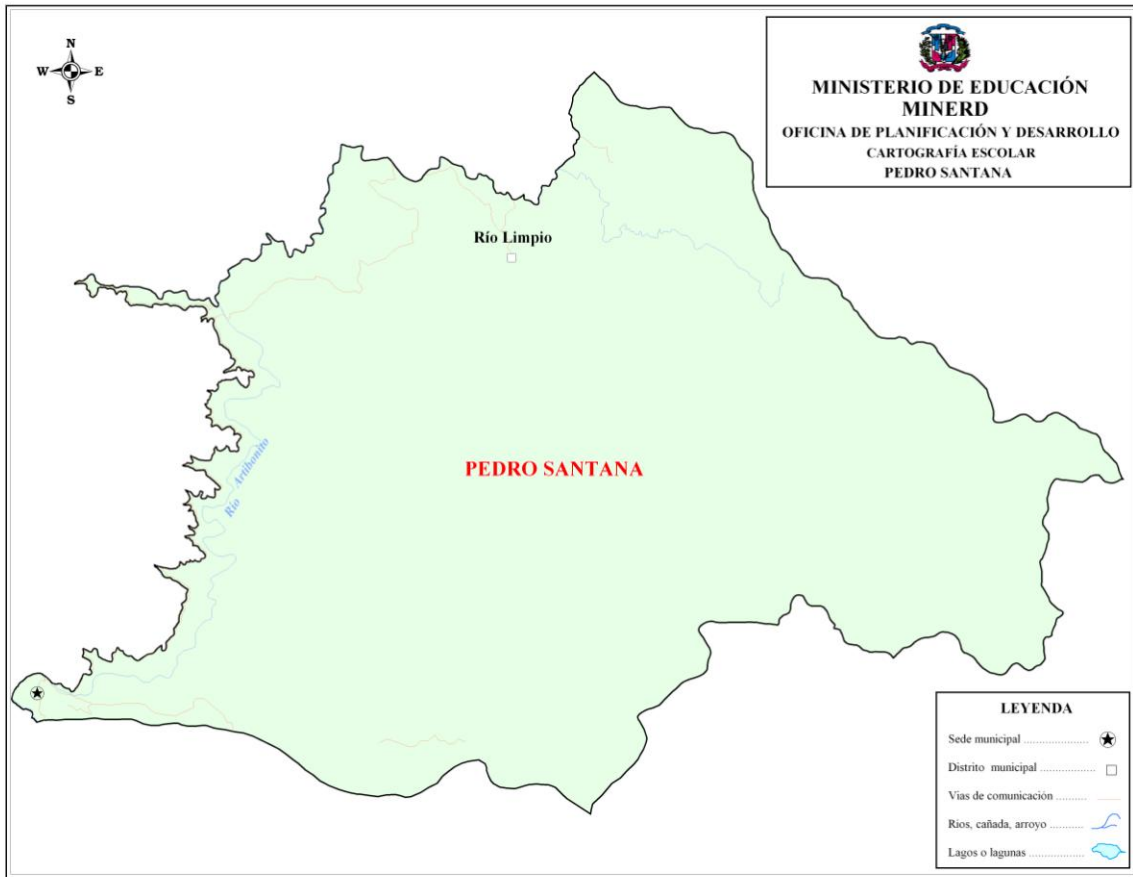 N
W E
S
MINISTERIO DE EDUCACIÓN
MINERD
OFICINA DE PLANIFICACIÓN Y DESARROLLO
CARTOGRAFÍA ESCOLAR
PEDRO SANTANA
Río Limpio
Río Artibonito
PEDRO SANTANA
LEYENDA
Sede municipal ......................
Distrito municipal ..................
Vias de comunicación ..........
Rios, cañada, arroyo ...........
Lagos o lagunas ..................